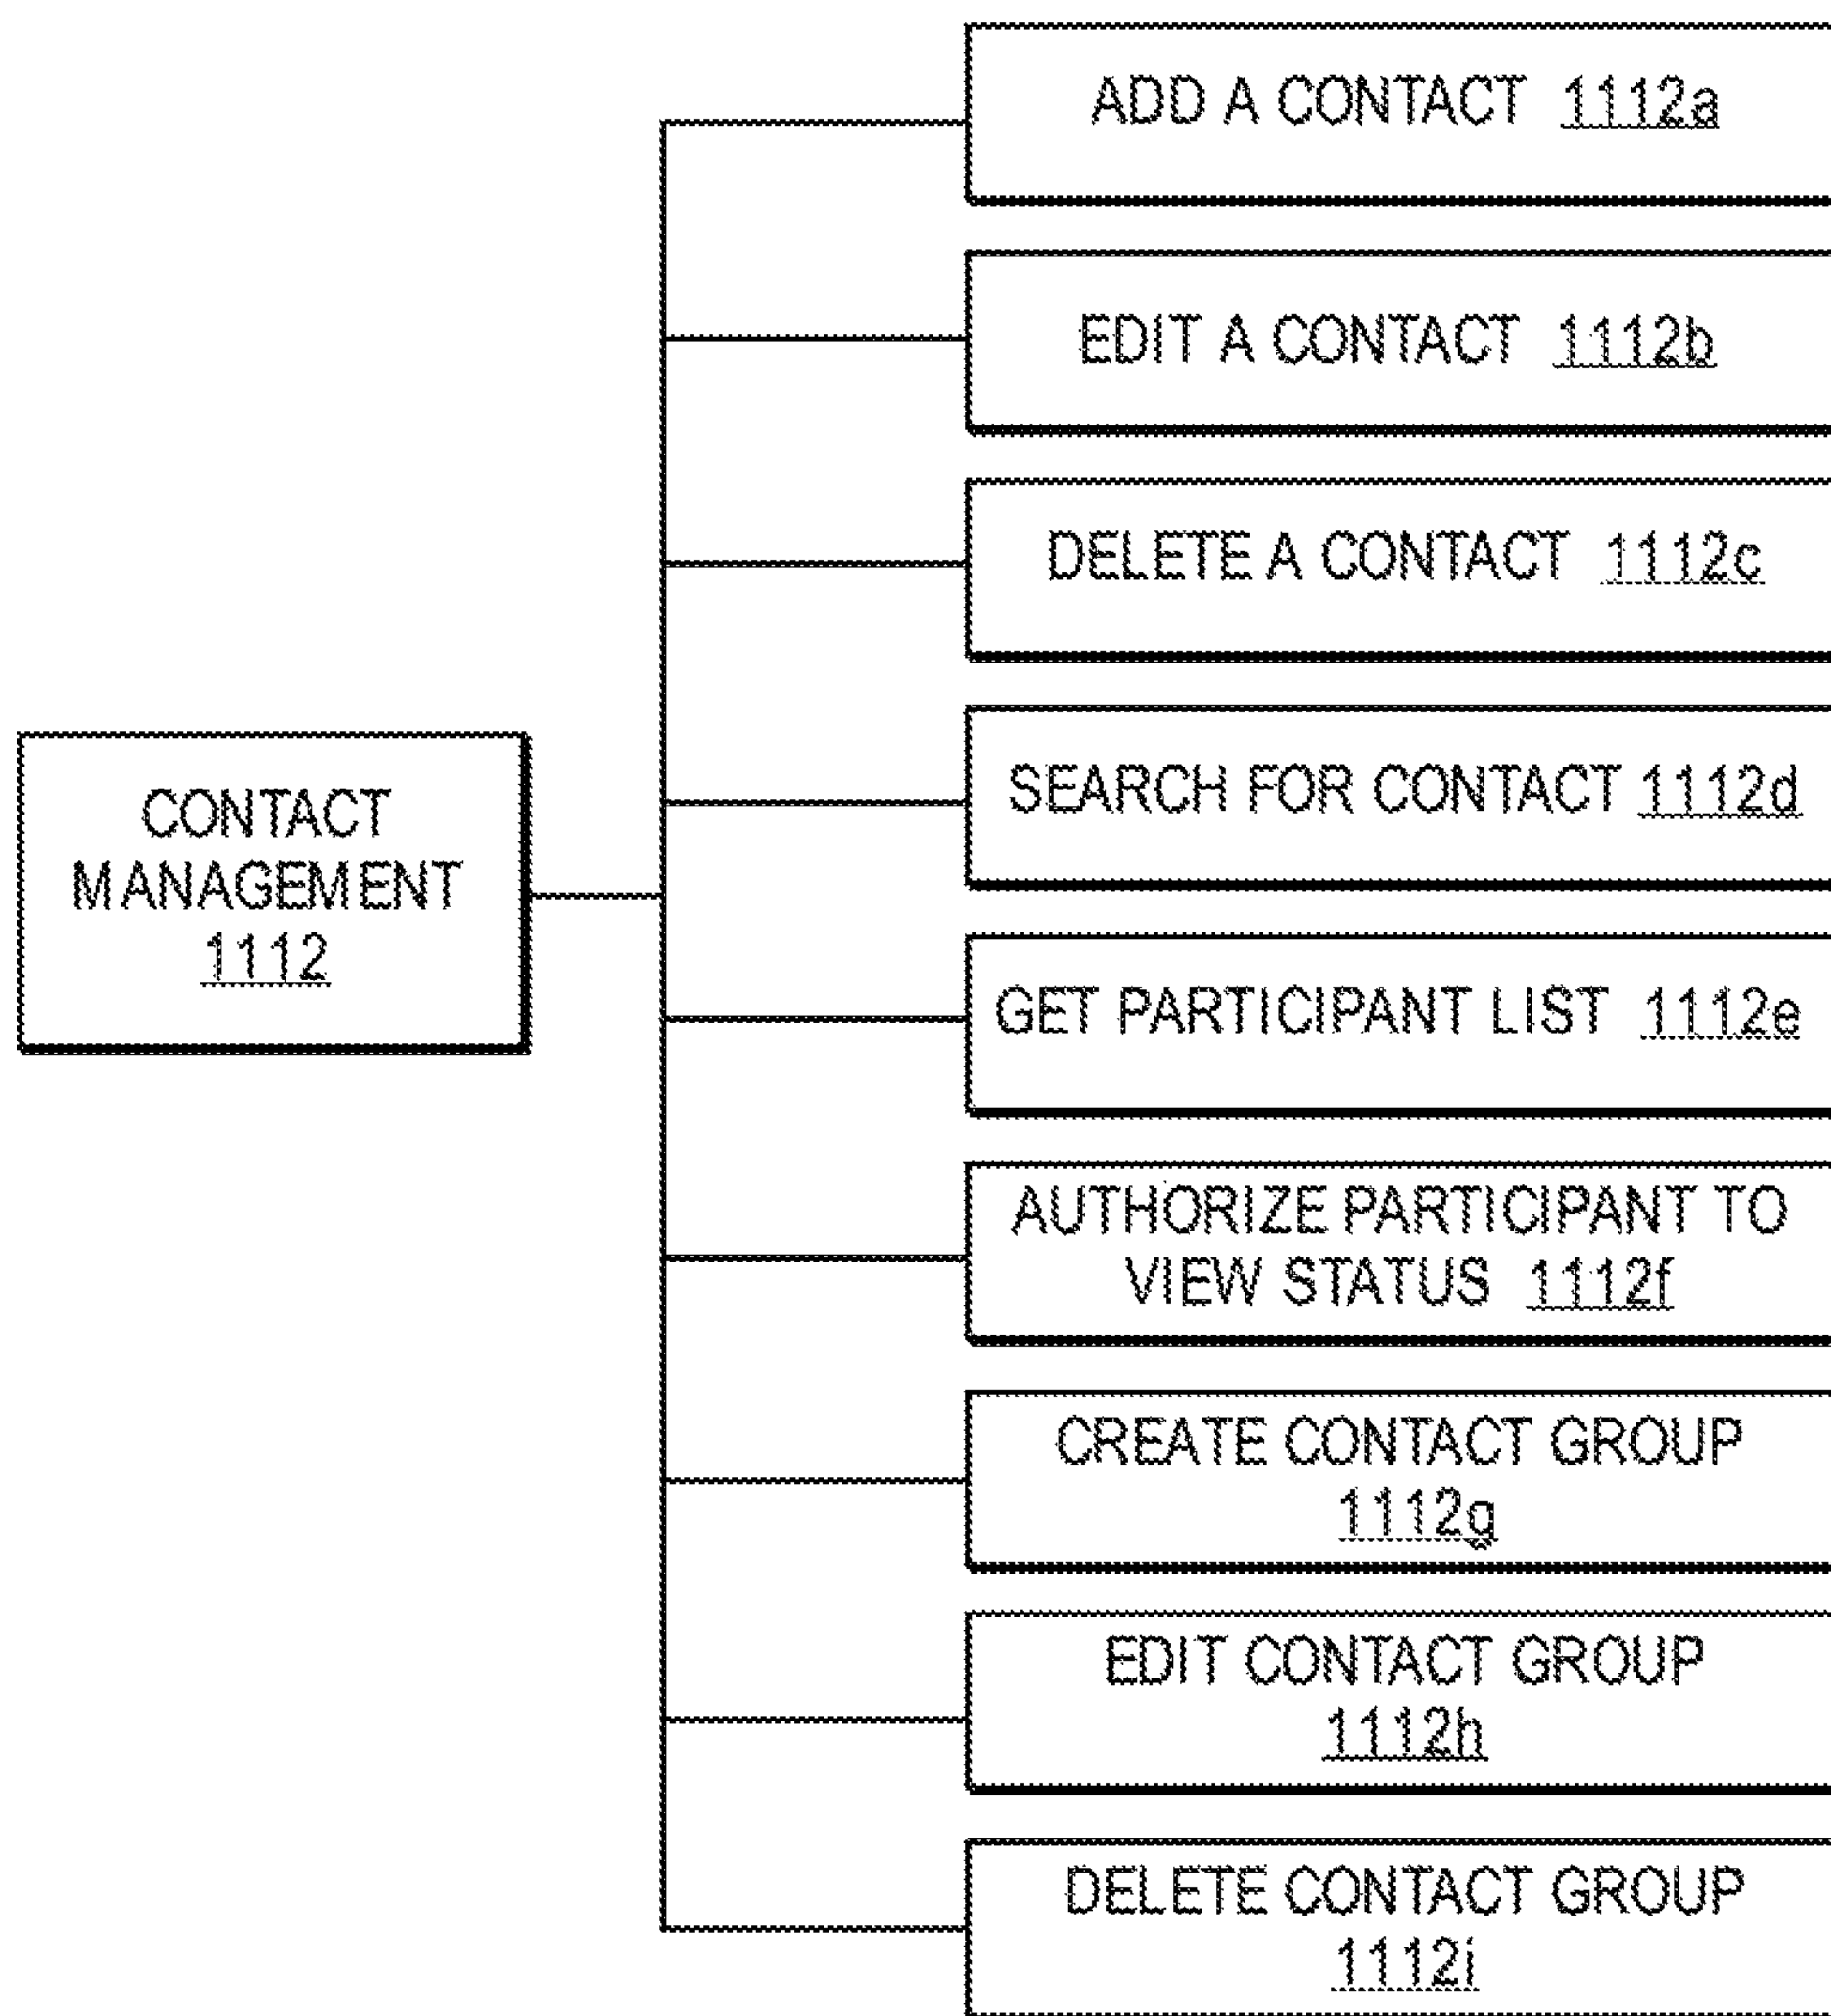 ADD A CONTACT 1112a
EDIT A CONTACT 1112b
DELETE A CONTACT 1112c
SEARCH FOR CONTACT 1112d
CONTACT
MANAGEMENT
1112
GET PARTICIPANT LIST 1112e
AUTHORIZE PARTICIPANT TO
VIEW STATUS 1112f
CREATE CONTACT GROUP
1112g
EDIT CONTACT GROUP
1112h
DELETE CONTACT GROUP
1112i